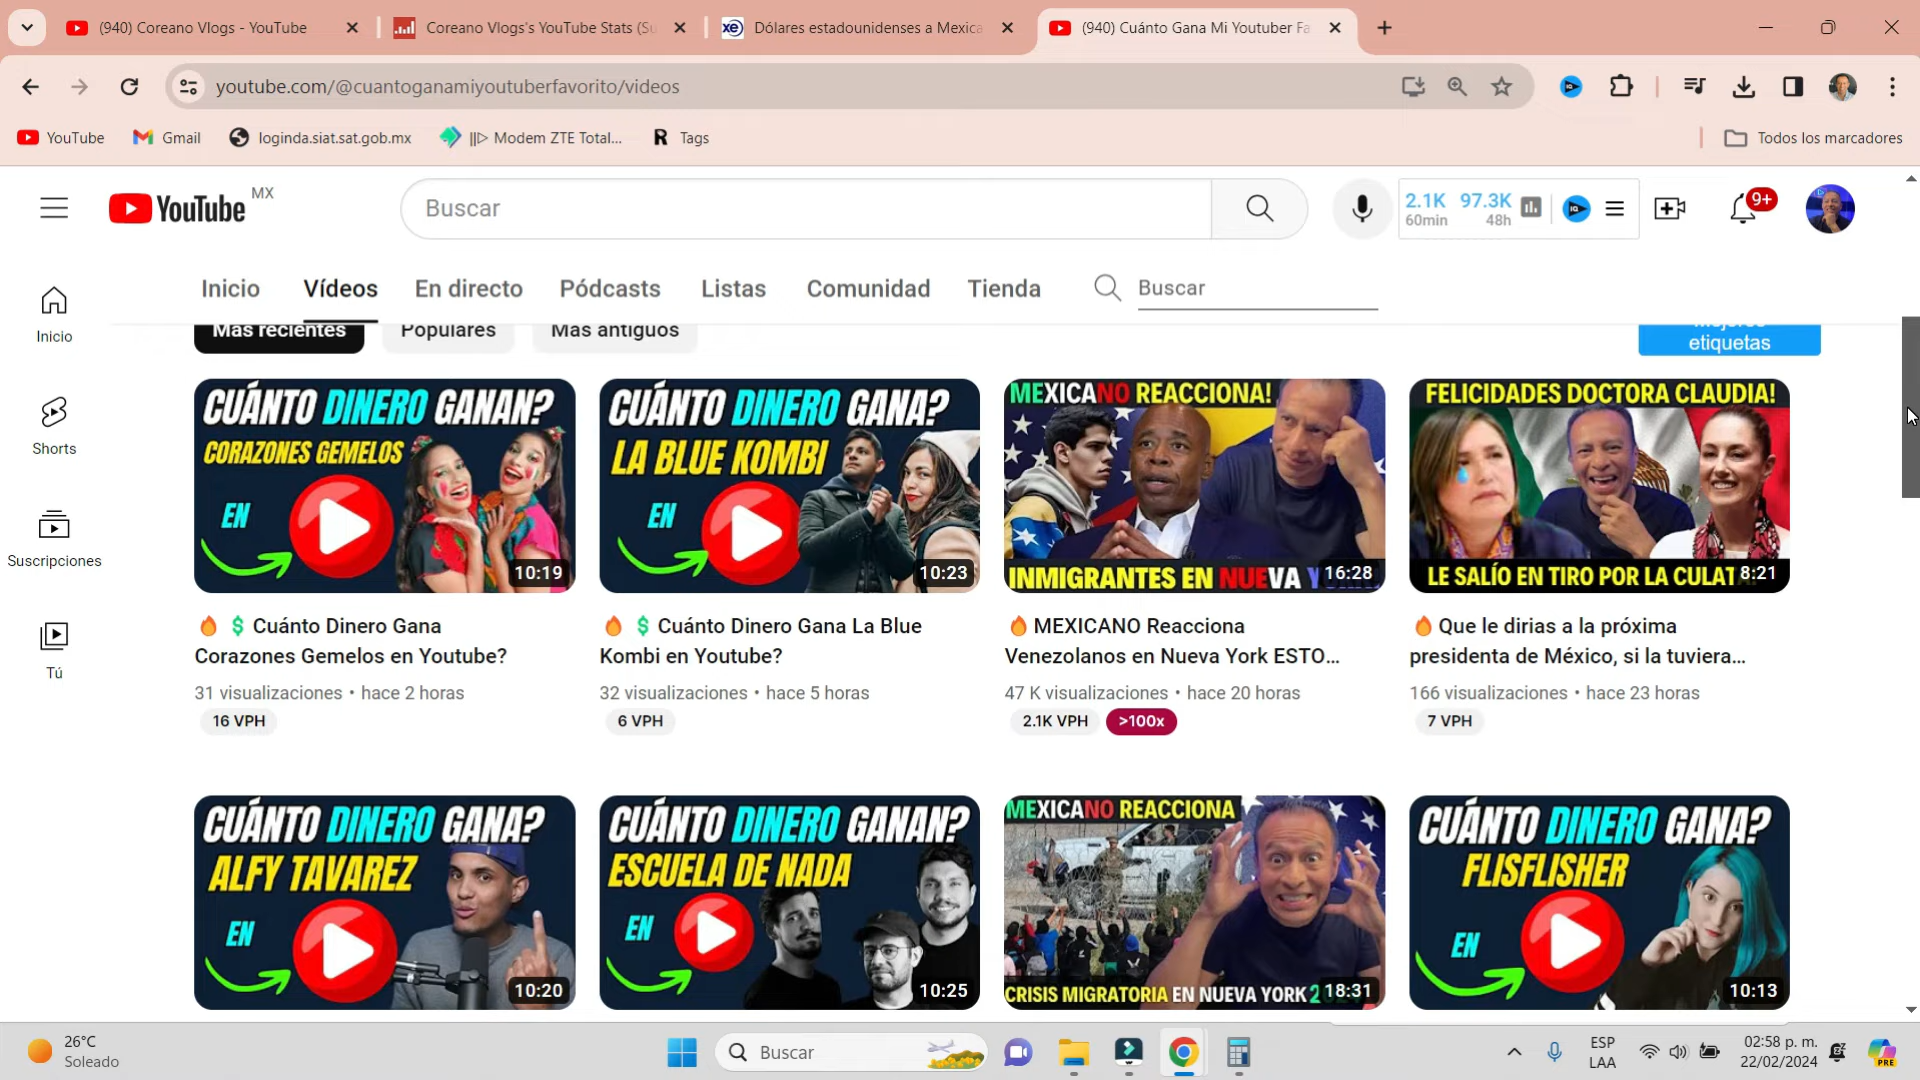 (940) Coreano Vlogs - YouTube
Coreano Vlogs's YouTube Stats (Su
Dólares estadounidenses a Mexica
(940) Cuánto Gana Mi Youtuber Fa
youtube.com/@cuantoganamiyoutuberfavorito/videos
YouTube
Gmail
loginda.siat.sat.gob.mx
||▷ Modem ZTE Total...
Tags
Todos los marcadores
YouTube MX
Buscar
2.1K 97.3K
60min 48h
9+
Inicio
Vídeos
En directo
Pódcasts
Listas
Comunidad
Tienda
Buscar
Inicio
Shorts
Suscripciones
Tú
Más recientes
Populares
Más antiguos
Mejores
etiquetas
CUÁNTO DINERO GANAN?
CORAZONES GEMELOS
EN
10:19
🔥 $ Cuánto Dinero Gana
Corazones Gemelos en Youtube?
31 visualizaciones • hace 2 horas
16 VPH
CUÁNTO DINERO GANA?
LA BLUE KOMBI
EN
10:23
🔥 $ Cuánto Dinero Gana La Blue
Kombi en Youtube?
32 visualizaciones • hace 5 horas
6 VPH
MEXICANO REACCIONA!
INMIGRANTES EN NUEVA Y
16:28
🔥 MEXICANO Reacciona
Venezolanos en Nueva York ESTO...
47 K visualizaciones • hace 20 horas
2.1K VPH
>100x
FELICIDADES DOCTORA CLAUDIA!
LE SALÍO EN TIRO POR LA CULAT
8:21
🔥 Que le dirias a la próxima
presidenta de México, si la tuviera...
166 visualizaciones • hace 23 horas
7 VPH
CUÁNTO DINERO GANA?
ALFY TAVAREZ
EN
10:20
CUÁNTO DINERO GANAN?
ESCUELA DE NADA
EN
10:25
MEXICANO REACCIONA
CRISIS MIGRATORIA EN NUEVA YORK 2
18:31
CUÁNTO DINERO GANA?
FLISFLISHER
EN
10:13
26°C
Soleado
Buscar
ESP
LAA
02:58 p. m.
22/02/2024
PRE